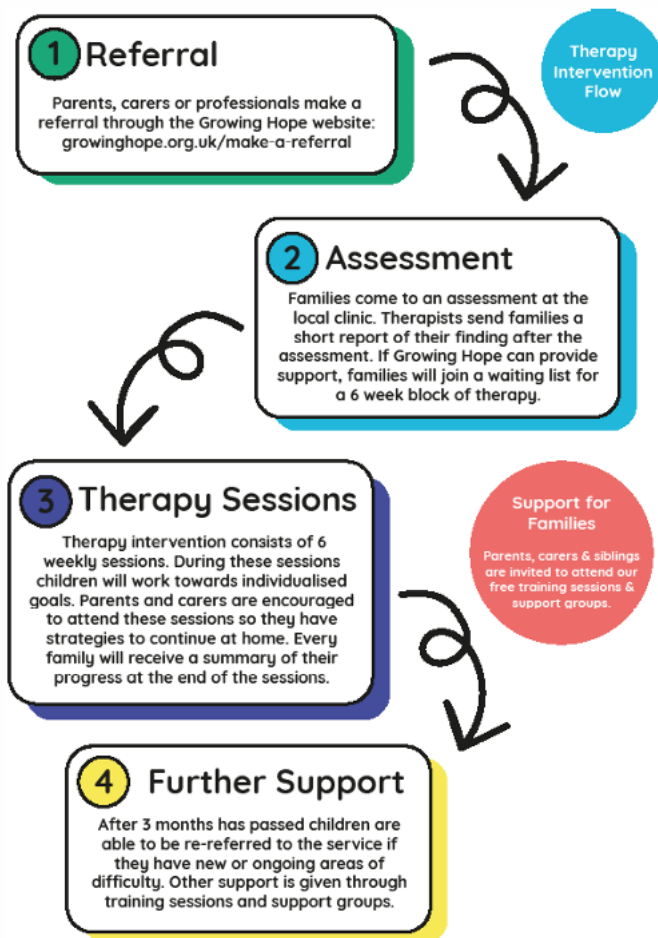 1 Referral
Parents, carers or professionals make a
referral through the Growing Hope website:
growinghope.org.uk/make-a-referral
Therapy
Intervention
Flow
2 Assessment
Families come to an assessment at the
local clinic. Therapists send families a
short report of their finding after the
assessment. If Growing Hope can provide
support, families will join a waiting list for
a 6 week block of therapy.
3 Therapy Sessions
Therapy intervention consists of 6
weekly sessions. During these sessions
children will work towards individualised
goals. Parents and carers are encouraged
to attend these sessions so they have
strategies to continue at home. Every
family will receive a summary of their
progress at the end of the sessions.
Support for
Families
Parents, carers & siblings
are invited to attend our
free training sessions &
support groups.
4 Further Support
After 3 months has passed children are
able to be re-referred to the service if
they have new or ongoing areas of
difficulty. Other support is given through
training sessions and support groups.